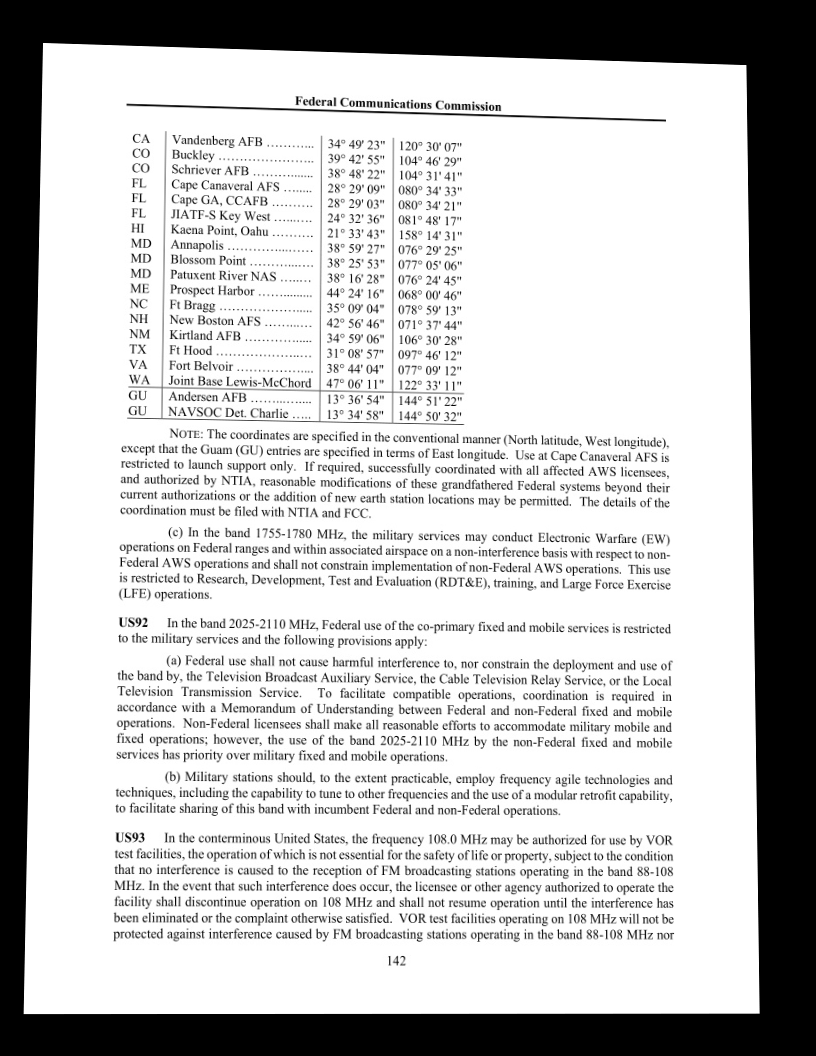 Federal Communications Commission
CA Vandenberg AFB ........... 34° 49' 23" 120° 30' 07"
CO Buckley ...................... 39° 42' 55" 104° 46' 29"
CO Schriever AFB .............. 38° 48' 22" 104° 31' 41"
FL Cape Canaveral AFS ........ 28° 29' 09" 080° 34' 33"
FL Cape GA, CCAFB .......... 28° 29' 03" 080° 34' 21"
FL JIATF-S Key West .......... 24° 32' 36" 081° 48' 17"
HI Kaena Point, Oahu .......... 21° 33' 43" 158° 14' 31"
MD Annapolis ..................... 38° 59' 27" 076° 29' 25"
MD Blossom Point ............... 38° 25' 53" 077° 05' 06"
MD Patuxent River NAS ........ 38° 16' 28" 076° 24' 45"
ME Prospect Harbor ............. 44° 24' 16" 068° 00' 46"
NC Ft Bragg ....................... 35° 09' 04" 078° 59' 13"
NH New Boston AFS ........... 42° 56' 46" 071° 37' 44"
NM Kirtland AFB ................ 34° 59' 06" 106° 30' 28"
TX Ft Hood ....................... 31° 08' 57" 097° 46' 12"
VA Fort Belvoir .................. 38° 44' 04" 077° 09' 12"
WA Joint Base Lewis-McChord 47° 06' 11" 122° 33' 11"
GU Andersen AFB ............... 13° 36' 54" 144° 51' 22"
GU NAVSOC Det. Charlie ..... 13° 34' 58" 144° 50' 32"
NOTE: The coordinates are specified in the conventional manner (North latitude, West longitude),
except that the Guam (GU) entries are specified in terms of East longitude. Use at Cape Canaveral AFS is
restricted to launch support only. If required, successfully coordinated with all affected AWS licensees,
and authorized by NTIA, reasonable modifications of these grandfathered Federal systems beyond their
current authorizations or the addition of new earth station locations may be permitted. The details of the
coordination must be filed with NTIA and FCC.
(c) In the band 1755-1780 MHz, the military services may conduct Electronic Warfare (EW)
operations on Federal ranges and within associated airspace on a non-interference basis with respect to non-
Federal AWS operations and shall not constrain implementation of non-Federal AWS operations. This use
is restricted to Research, Development, Test and Evaluation (RDT&E), training, and Large Force Exercise
(LFE) operations.
US92 In the band 2025-2110 MHz, Federal use of the co-primary fixed and mobile services is restricted
to the military services and the following provisions apply:
(a) Federal use shall not cause harmful interference to, nor constrain the deployment and use of
the band by, the Television Broadcast Auxiliary Service, the Cable Television Relay Service, or the Local
Television Transmission Service. To facilitate compatible operations, coordination is required in
accordance with a Memorandum of Understanding between Federal and non-Federal fixed and mobile
operations. Non-Federal licensees shall make all reasonable efforts to accommodate military mobile and
fixed operations; however, the use of the band 2025-2110 MHz by the non-Federal fixed and mobile
services has priority over military fixed and mobile operations.
(b) Military stations should, to the extent practicable, employ frequency agile technologies and
techniques, including the capability to tune to other frequencies and the use of a modular retrofit capability,
to facilitate sharing of this band with incumbent Federal and non-Federal operations.
US93 In the conterminous United States, the frequency 108.0 MHz may be authorized for use by VOR
test facilities, the operation of which is not essential for the safety of life or property, subject to the condition
that no interference is caused to the reception of FM broadcasting stations operating in the band 88-108
MHz. In the event that such interference does occur, the licensee or other agency authorized to operate the
facility shall discontinue operation on 108 MHz and shall not resume operation until the interference has
been eliminated or the complaint otherwise satisfied. VOR test facilities operating on 108 MHz will not be
protected against interference caused by FM broadcasting stations operating in the band 88-108 MHz nor
142